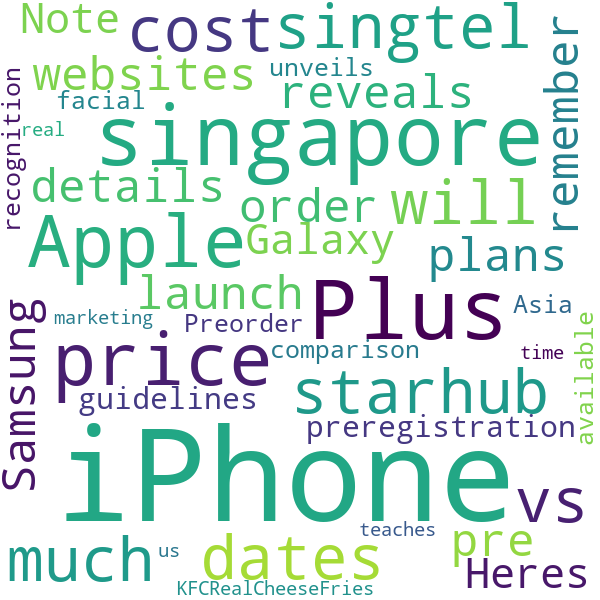 Note
cost
singtel
websites
unveils
remember
facial
reveals
recognition
real
singapore
details
order
will
Apple
Galaxy
plans
launch
Plus
Asia
marketing
Preorder
Samsung
price
comparison
time
available
guidelines
starhub
preregistration
iPhone
vs
teaches
much
us
dates
pre
Heres
KFCRealCheeseFries